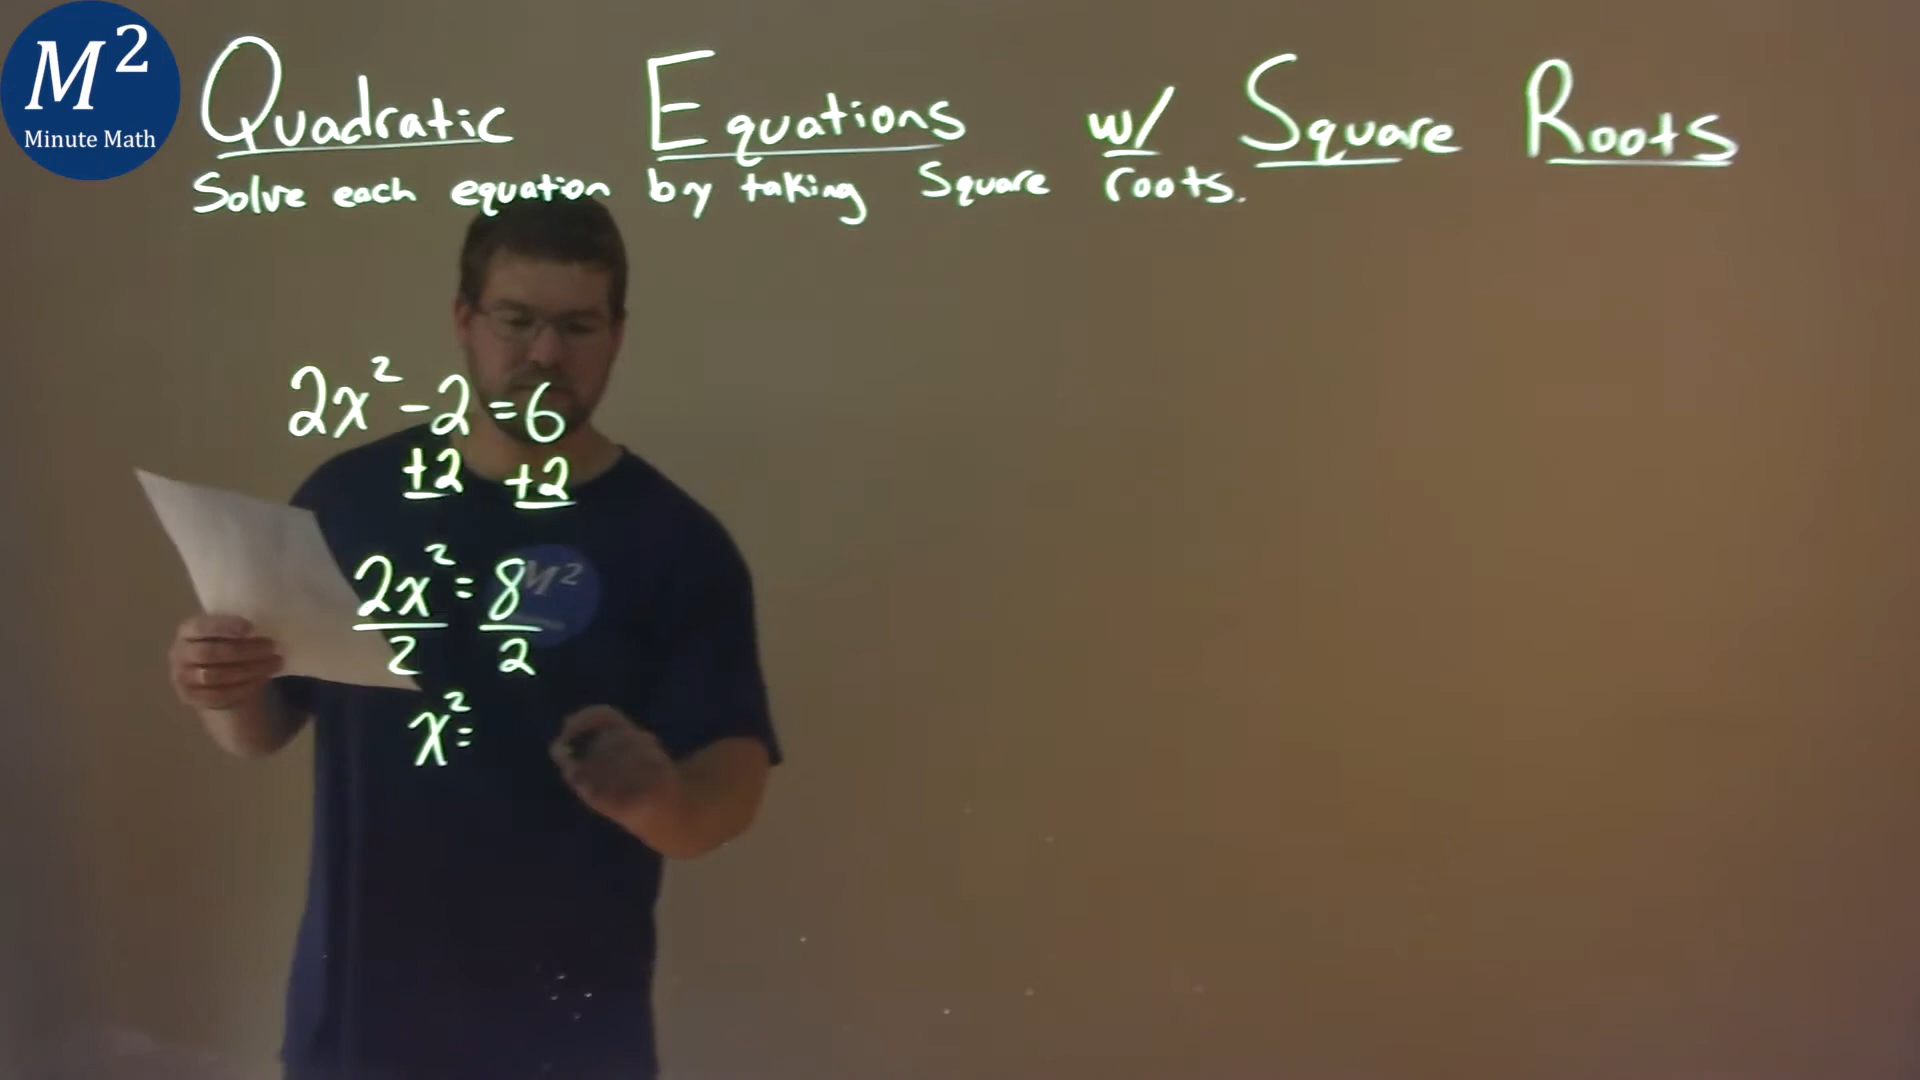 M²
Minute Math
Quadratic Equations w/ Square Roots
Solve each equation by taking Square roots.
2x² - 2 = 6
+2 +2
2x² = 8
2 2
x² =
M²